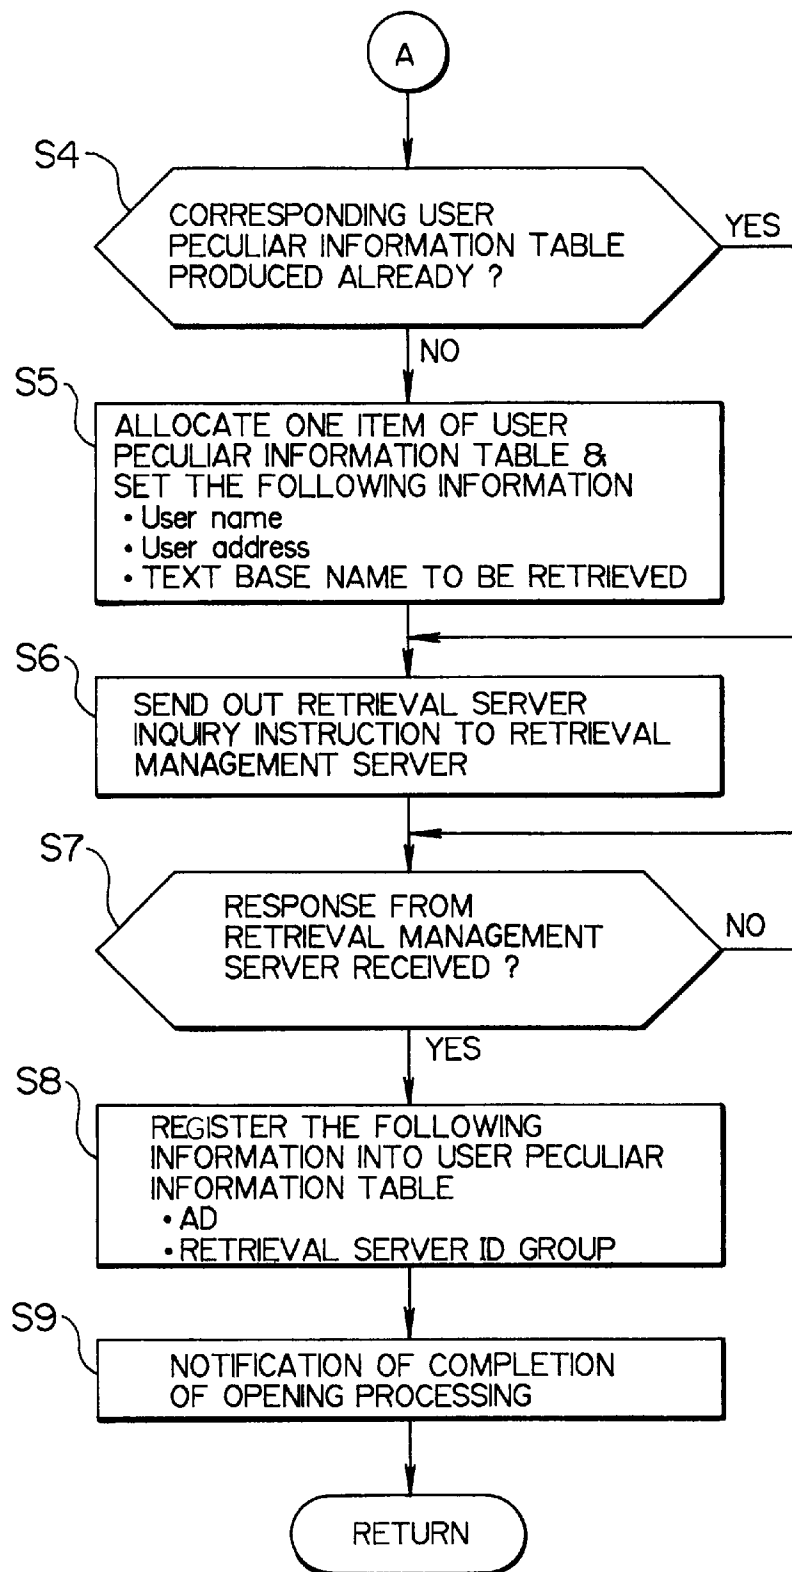 A
S4
CORRESPONDING USER
PECULIAR INFORMATION TABLE
PRODUCED ALREADY ?
YES
NO
S5
ALLOCATE ONE ITEM OF USER
PECULIAR INFORMATION TABLE &
SET THE FOLLOWING INFORMATION
• User name
• User address
• TEXT BASE NAME TO BE RETRIEVED
S6
SEND OUT RETRIEVAL SERVER
INQUIRY INSTRUCTION TO RETRIEVAL
MANAGEMENT SERVER
S7
RESPONSE FROM
RETRIEVAL MANAGEMENT
SERVER RECEIVED ?
NO
YES
S8
REGISTER THE FOLLOWING
INFORMATION INTO USER PECULIAR
INFORMATION TABLE
• AD
• RETRIEVAL SERVER ID GROUP
S9
NOTIFICATION OF COMPLETION
OF OPENING PROCESSING
RETURN